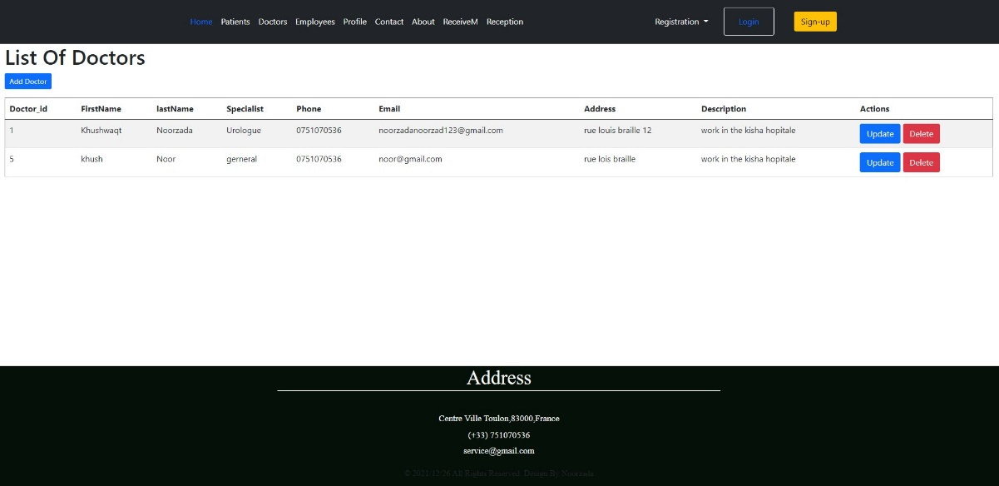 Home Patients Doctors Employees Profile Contact About ReceiveM Reception Registration Login Sign-up
List Of Doctors
Add Doctor
Doctor_id FirstName lastName Specialist Phone Email Address Description Actions
1 Khushwaqt Noorzada Urologue 0751070536 noorzadanoorzad123@gmail.com rue louis braille 12 work in the kisha hopitale Update Delete
5 khush Noor gerneral 0751070536 noor@gmail.com rue lois braille work in the kisha hopitale Update Delete
Address
Centre Ville Toulon,83000,France
(+33) 751070536
service@gmail.com
© 2021/12/26 All Rights Reserved. Design By Noorzade